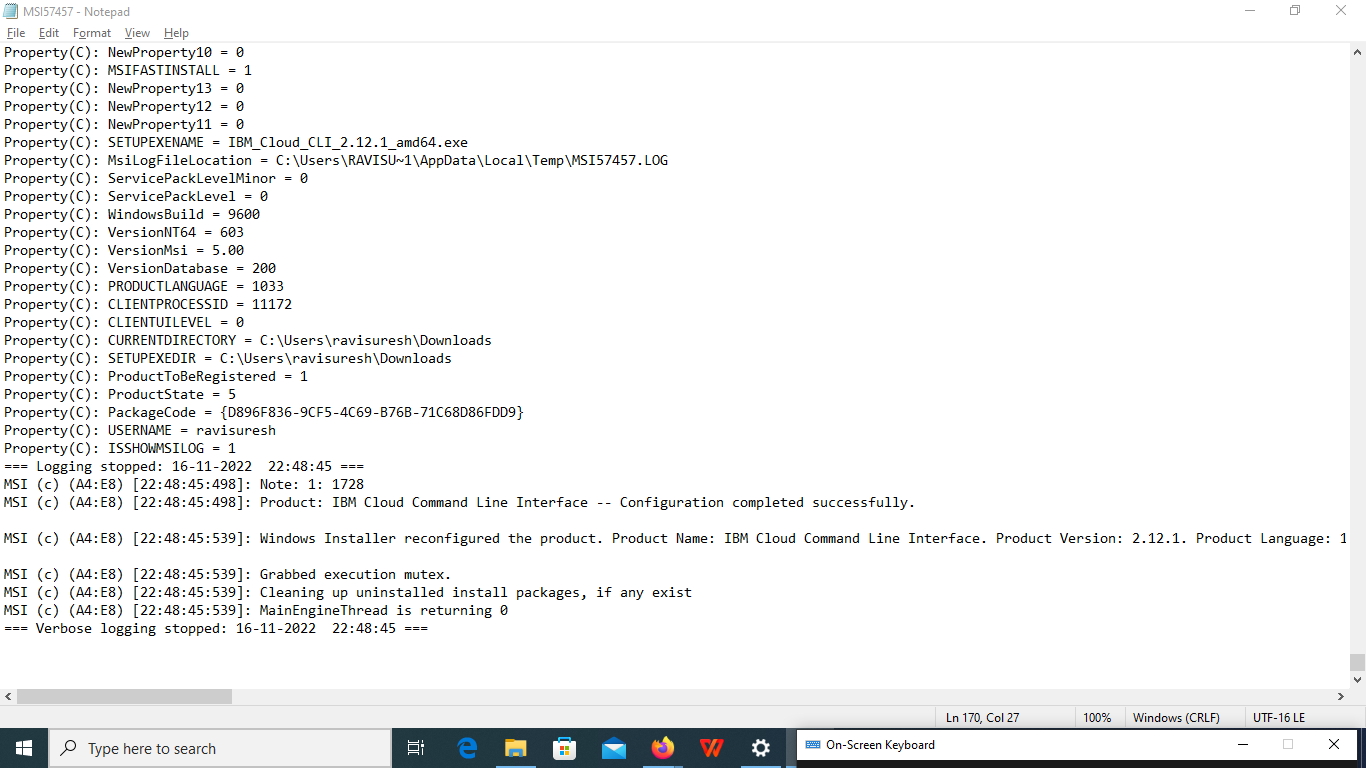 MSI57457 - Notepad
File Edit Format View Help
Property(C): NewProperty10 = 0
Property(C): MSIFASTINSTALL = 1
Property(C): NewProperty13 = 0
Property(C): NewProperty12 = 0
Property(C): NewProperty11 = 0
Property(C): SETUPEXENAME = IBM_Cloud_CLI_2.12.1_amd64.exe
Property(C): MsiLogFileLocation = C:\Users\RAVISU~1\AppData\Local\Temp\MSI57457.LOG
Property(C): ServicePackLevelMinor = 0
Property(C): ServicePackLevel = 0
Property(C): WindowsBuild = 9600
Property(C): VersionNT64 = 603
Property(C): VersionMsi = 5.00
Property(C): VersionDatabase = 200
Property(C): PRODUCTLANGUAGE = 1033
Property(C): CLIENTPROCESSID = 11172
Property(C): CLIENTUILEVEL = 0
Property(C): CURRENTDIRECTORY = C:\Users\ravisuresh\Downloads
Property(C): SETUPEXEDIR = C:\Users\ravisuresh\Downloads
Property(C): ProductToBeRegistered = 1
Property(C): ProductState = 5
Property(C): PackageCode = {D896F836-9CF5-4C69-B76B-71C68D86FDD9}
Property(C): USERNAME = ravisuresh
Property(C): ISSHOWMSILOG = 1
=== Logging stopped: 16-11-2022  22:48:45 ===
MSI (c) (A4:E8) [22:48:45:498]: Note: 1: 1728
MSI (c) (A4:E8) [22:48:45:498]: Product: IBM Cloud Command Line Interface -- Configuration completed successfully.
MSI (c) (A4:E8) [22:48:45:539]: Windows Installer reconfigured the product. Product Name: IBM Cloud Command Line Interface. Product Version: 2.12.1. Product Language: 1
MSI (c) (A4:E8) [22:48:45:539]: Grabbed execution mutex.
MSI (c) (A4:E8) [22:48:45:539]: Cleaning up uninstalled install packages, if any exist
MSI (c) (A4:E8) [22:48:45:539]: MainEngineThread is returning 0
=== Verbose logging stopped: 16-11-2022  22:48:45 ===
Ln 170, Col 27 100% Windows (CRLF) UTF-16 LE
Type here to search On-Screen Keyboard